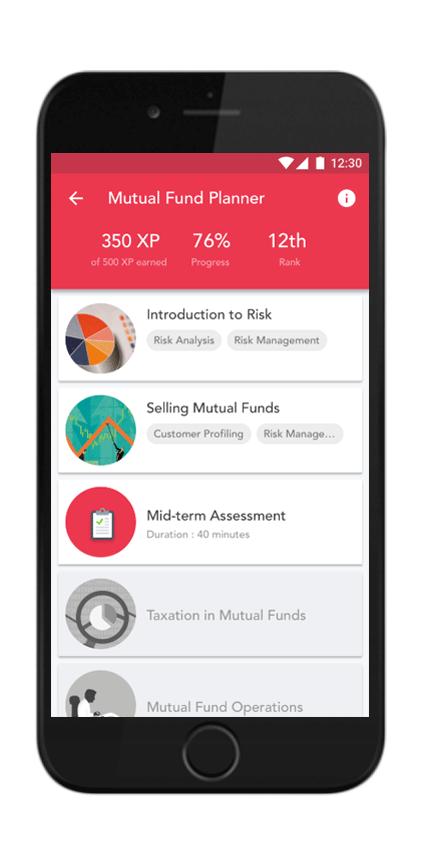 12:30
Mutual Fund Planner
350 XP 76% 12th
of 500 XP earned Progress Rank
Introduction to Risk
Risk Analysis Risk Management
Selling Mutual Funds
Customer Profiling Risk Manage...
Mid-term Assessment
Duration : 40 minutes
Taxation in Mutual Funds
Mutual Fund Operations